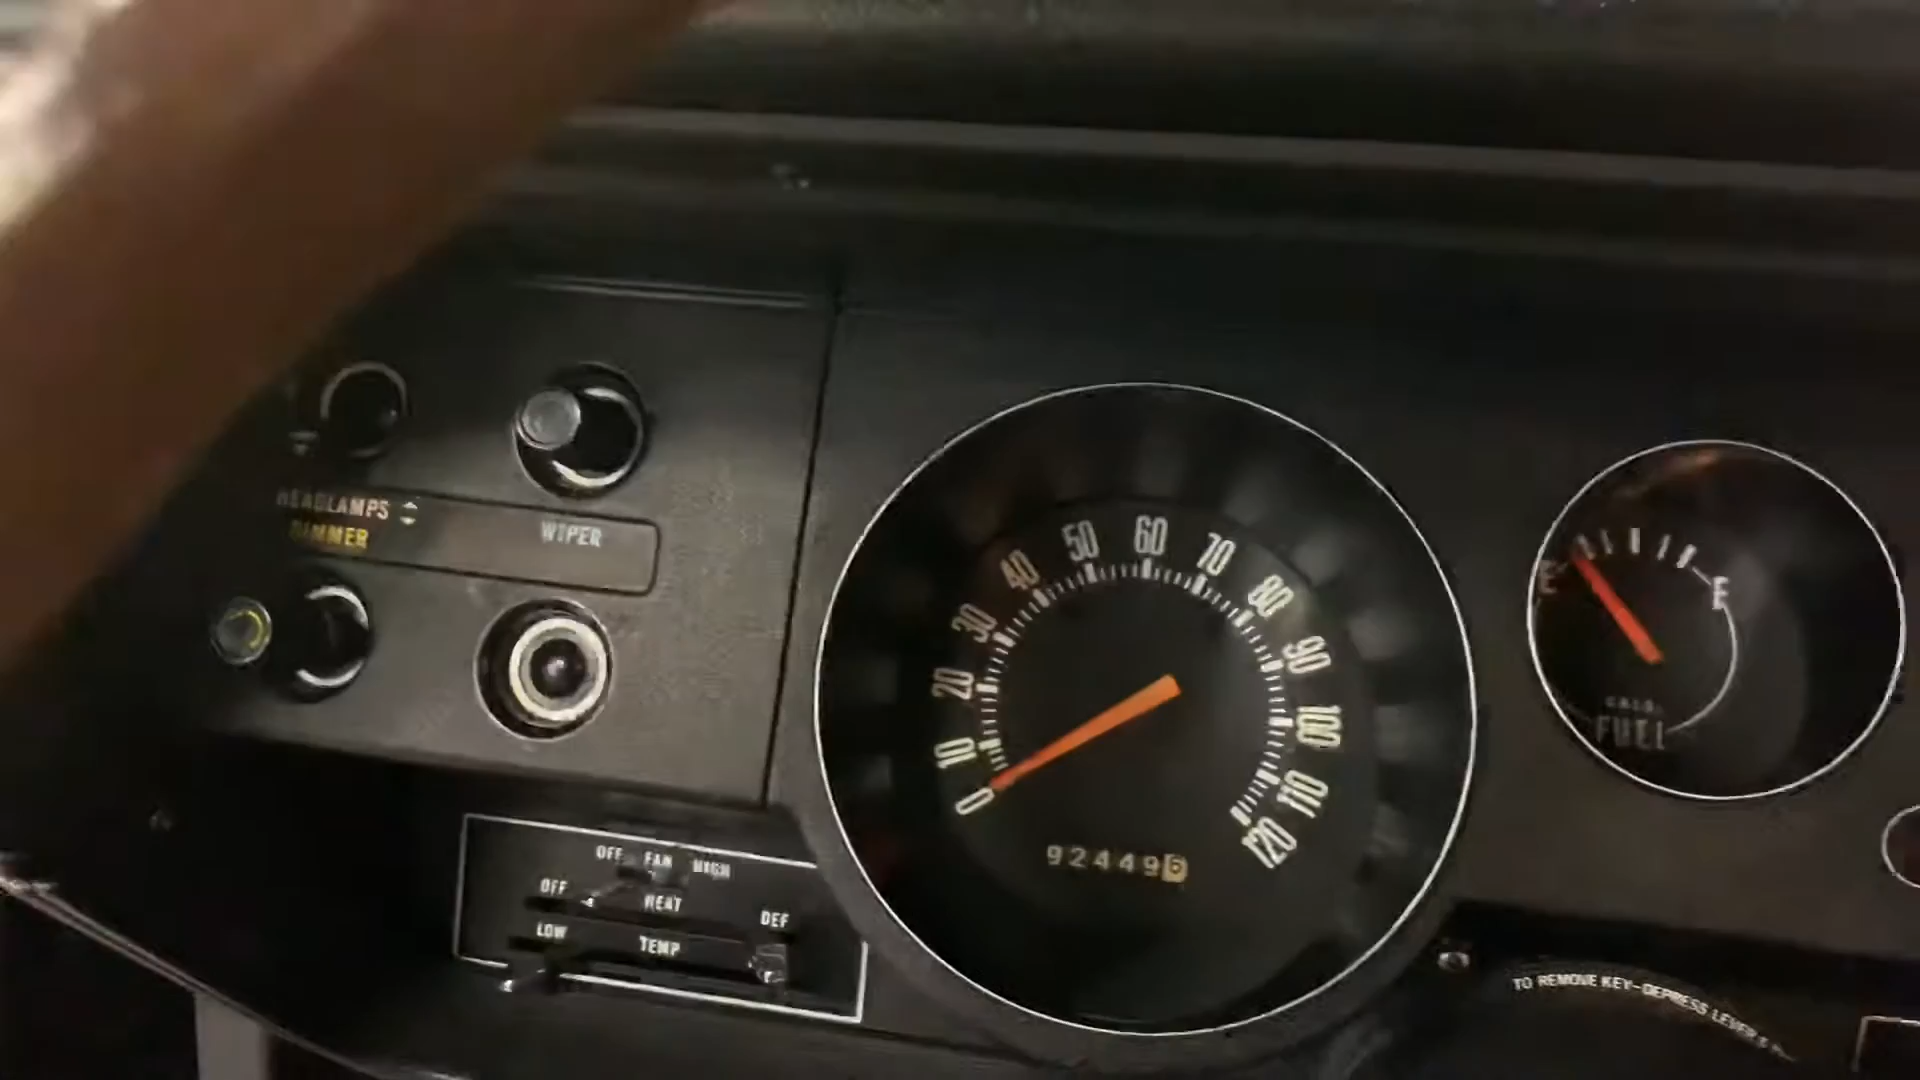 HEADLAMPS
DIMMER
WIPER
0 10 20 30 40 50 60 70 80 90 100 110 120
924496
E
FUEL
OFF FAN HIGH
OFF HEAT
DEF
LOW TEMP
TO REMOVE KEY-DEPRESS LEVER